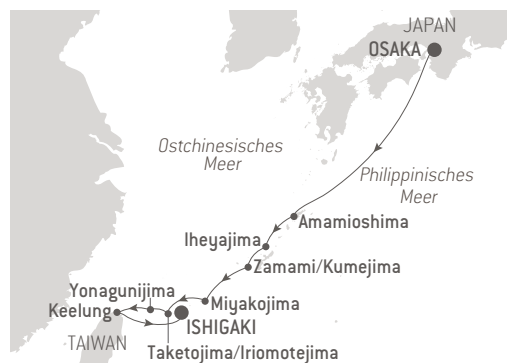 JAPAN
OSAKA
Ostchinesisches
Meer
Philippinisches
Meer
Amamioshima
Iheyajima
Zamami/Kumejima
Yonagunijima
Miyakojima
Keelung
ISHIGAKI
TAIWAN
Taketojima/Iriomotejima